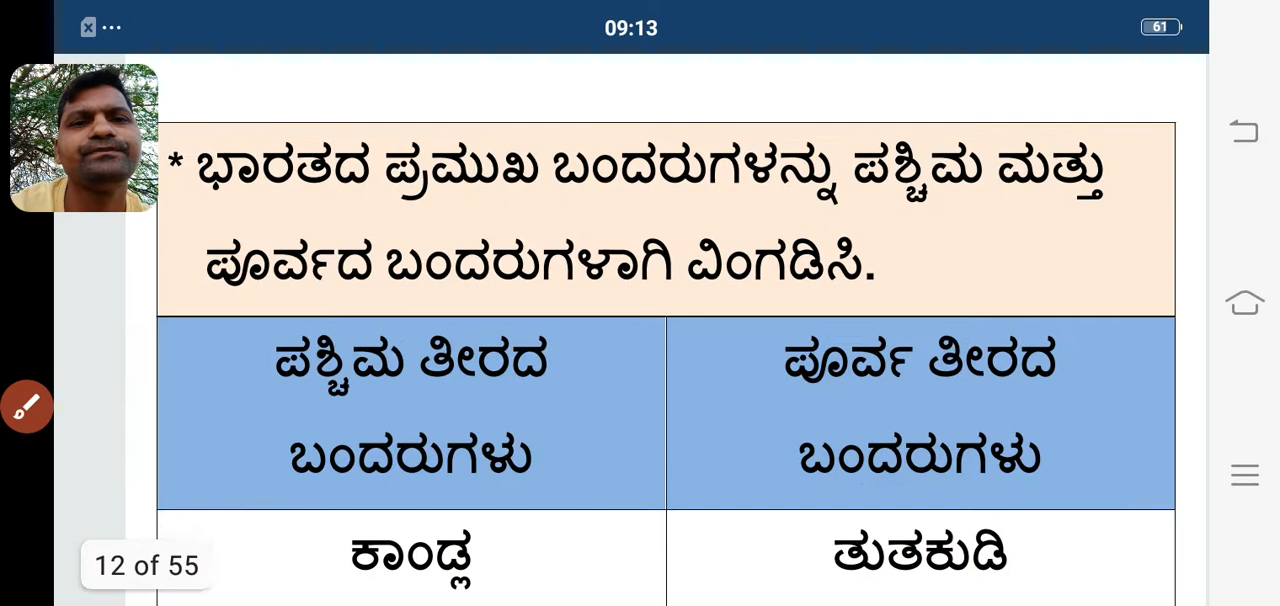 09:13
61
* ಭಾರತದ ಪ್ರಮುಖ ಬಂದರುಗಳನ್ನು ಪಶ್ಚಿಮ ಮತ್ತು
ಪೂರ್ವದ ಬಂದರುಗಳಾಗಿ ವಿಂಗಡಿಸಿ.
ಪಶ್ಚಿಮ ತೀರದ
ಬಂದರುಗಳು
ಪೂರ್ವ ತೀರದ
ಬಂದರುಗಳು
ಕಾಂಡ್ಲ
ತುತಕುಡಿ
12 of 55